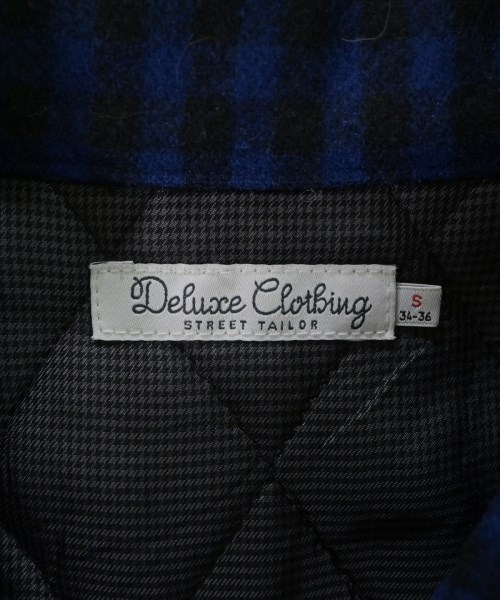 Deluxe Clothing
STREET TAILOR
S
34-36